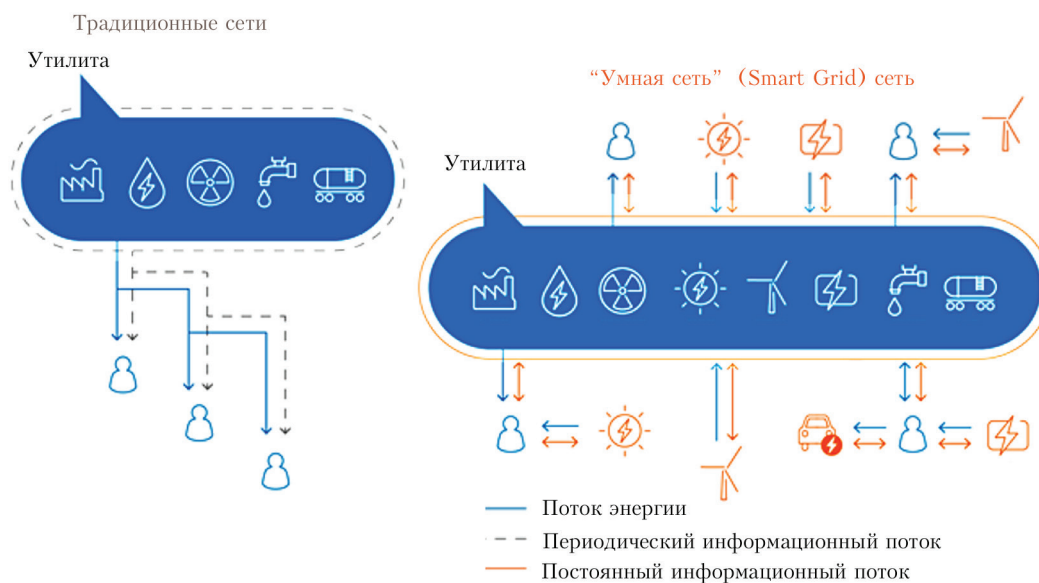 Традиционные сети
Утилита
“Умная сеть” (Smart Grid) сеть
Утилита
Поток энергии
Периодический информационный поток
Постоянный информационный поток